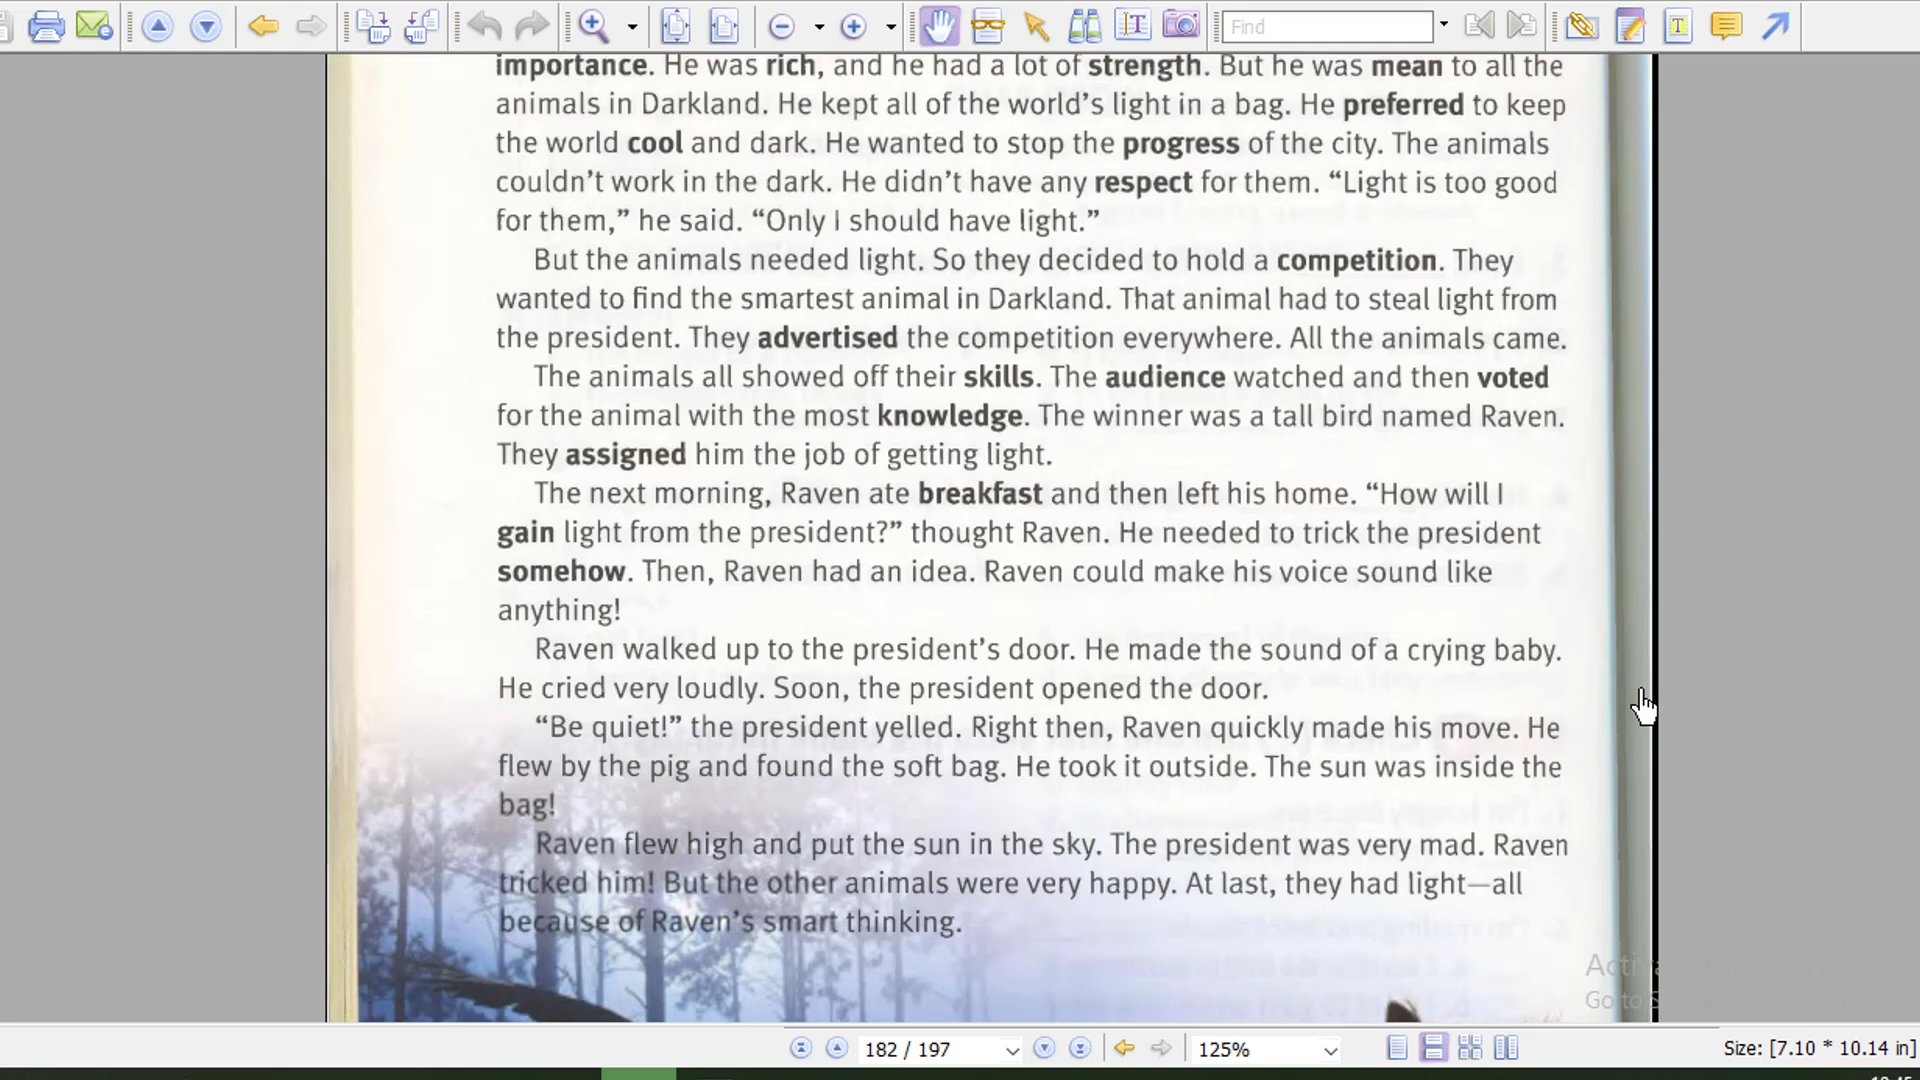 Find
importance. He was rich, and he had a lot of strength. But he was mean to all the
animals in Darkland. He kept all of the world's light in a bag. He preferred to keep
the world cool and dark. He wanted to stop the progress of the city. The animals
couldn't work in the dark. He didn't have any respect for them. “Light is too good
for them,” he said. “Only I should have light.”
But the animals needed light. So they decided to hold a competition. They
wanted to find the smartest animal in Darkland. That animal had to steal light from
the president. They advertised the competition everywhere. All the animals came.
The animals all showed off their skills. The audience watched and then voted
for the animal with the most knowledge. The winner was a tall bird named Raven.
They assigned him the job of getting light.
The next morning, Raven ate breakfast and then left his home. “How will I
gain light from the president?” thought Raven. He needed to trick the president
somehow. Then, Raven had an idea. Raven could make his voice sound like
anything!
Raven walked up to the president's door. He made the sound of a crying baby.
He cried very loudly. Soon, the president opened the door.
“Be quiet!” the president yelled. Right then, Raven quickly made his move. He
flew by the pig and found the soft bag. He took it outside. The sun was inside the
bag!
Raven flew high and put the sun in the sky. The president was very mad. Raven
tricked him! But the other animals were very happy. At last, they had light—all
because of Raven's smart thinking.
Go to
182 / 197
125%
Size: [7.10 * 10.14 in]